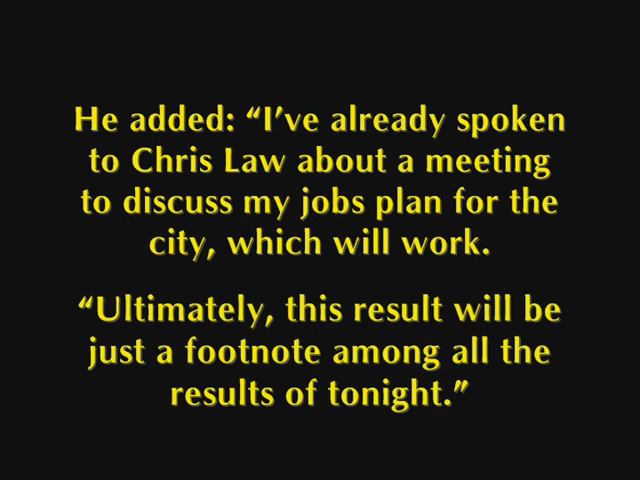 He added: “I’ve already spoken
to Chris Law about a meeting
to discuss my jobs plan for the
city, which will work.
“Ultimately, this result will be
just a footnote among all the
results of tonight.”